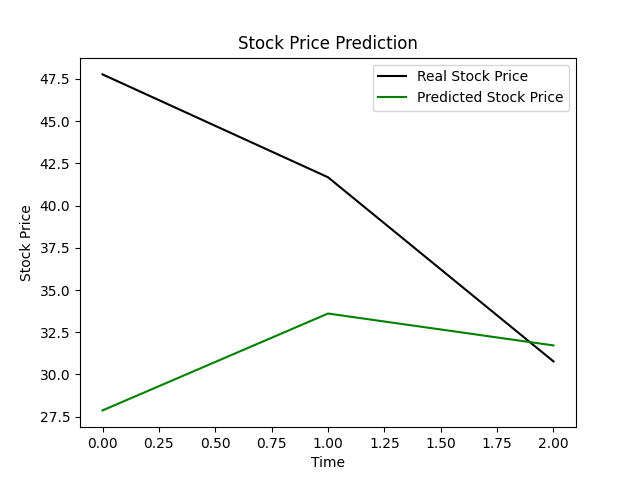 Stock Price Prediction
Real Stock Price
Predicted Stock Price
47.5
45.0
42.5
40.0
37.5
35.0
32.5
30.0
27.5
Stock Price
0.00 0.25 0.50 0.75 1.00 1.25 1.50 1.75 2.00
Time